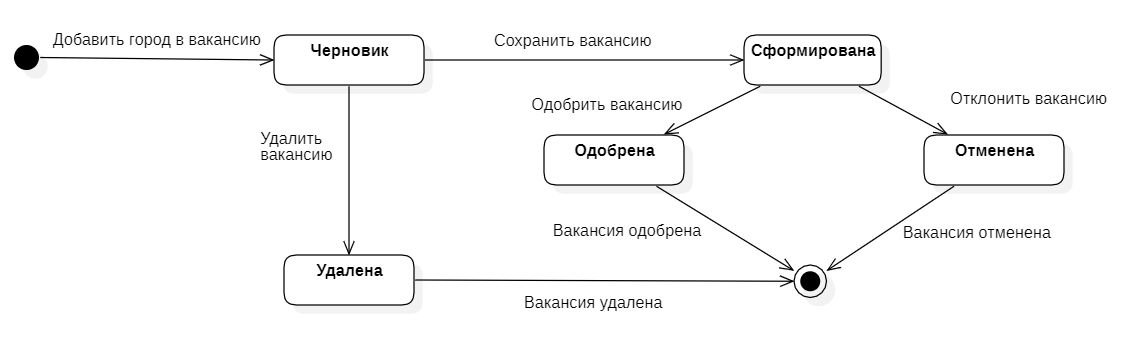 Добавить город в вакансию
Черновик
Сохранить вакансию
Сформирована
Одобрить вакансию
Отклонить вакансию
Удалить
вакансию
Одобрена
Отменена
Вакансия одобрена
Вакансия отменена
Удалена
Вакансия удалена